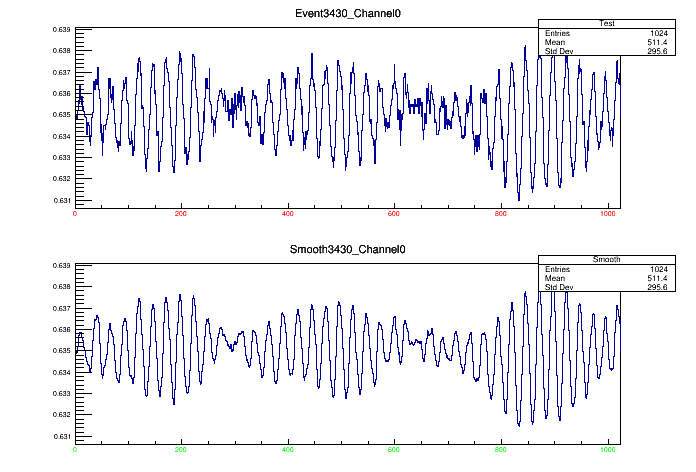 Event3430_Channel0
Test
Entries 1024
Mean 511.4
Std Dev 295.6
0.639
0.638
0.637
0.636
0.635
0.634
0.633
0.632
0.631
0 200 400 600 800 1000
Smooth3430_Channel0
Smooth
Entries 1024
Mean 511.4
Std Dev 295.6
0.639
0.638
0.637
0.636
0.635
0.634
0.633
0.632
0.631
0 200 400 600 800 1000